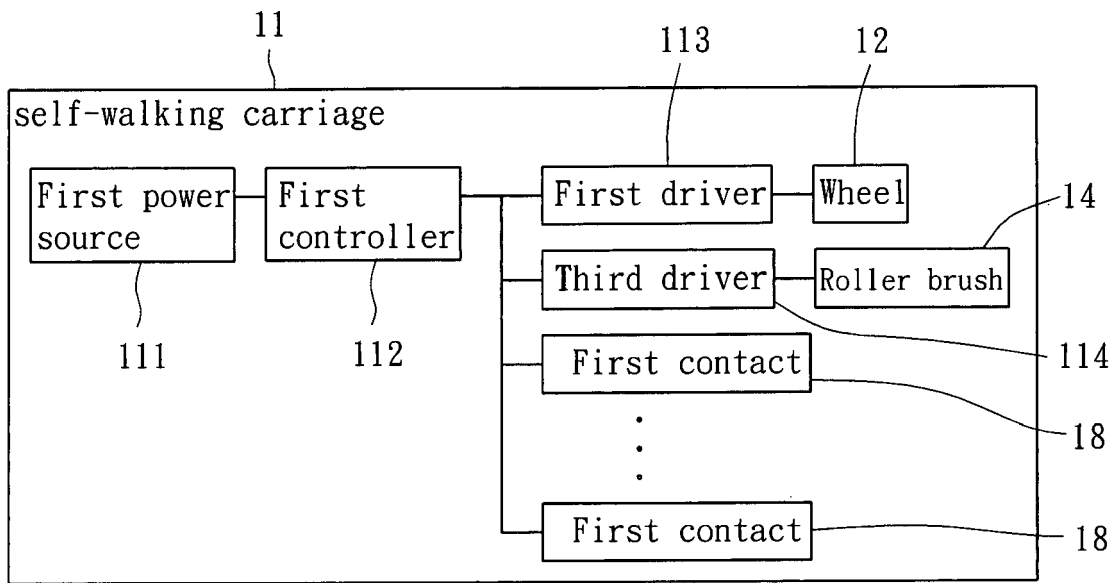 11
113
12
self-walking carriage
First power
source
First
controller
First driver
Wheel
14
Third driver
Roller brush
111
112
First contact
114
18
First contact
18